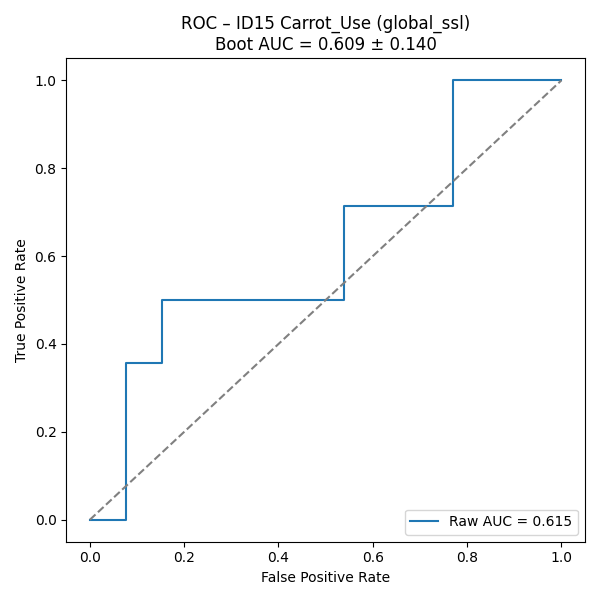 ROC – ID15 Carrot_Use (global_ssl)
Boot AUC = 0.609 ± 0.140
True Positive Rate
1.0
0.8
0.6
0.4
0.2
0.0
0.0 0.2 0.4 0.6 0.8 1.0
False Positive Rate
Raw AUC = 0.615